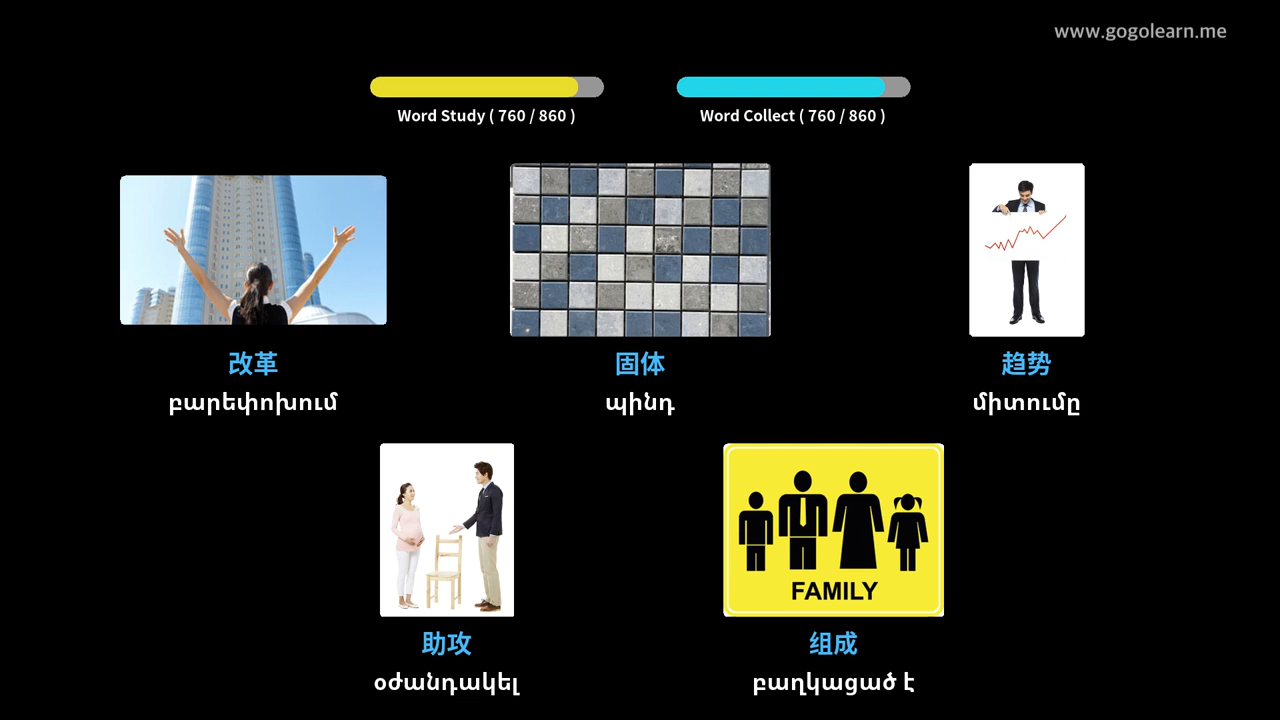 www.gogolearn.me
Word Study ( 760 / 860 )
Word Collect ( 760 / 860 )
改革
բարեփոխում
固体
պինդ
趋势
միտումը
助攻
օժանդակել
FAMILY
组成
բաղկացած է